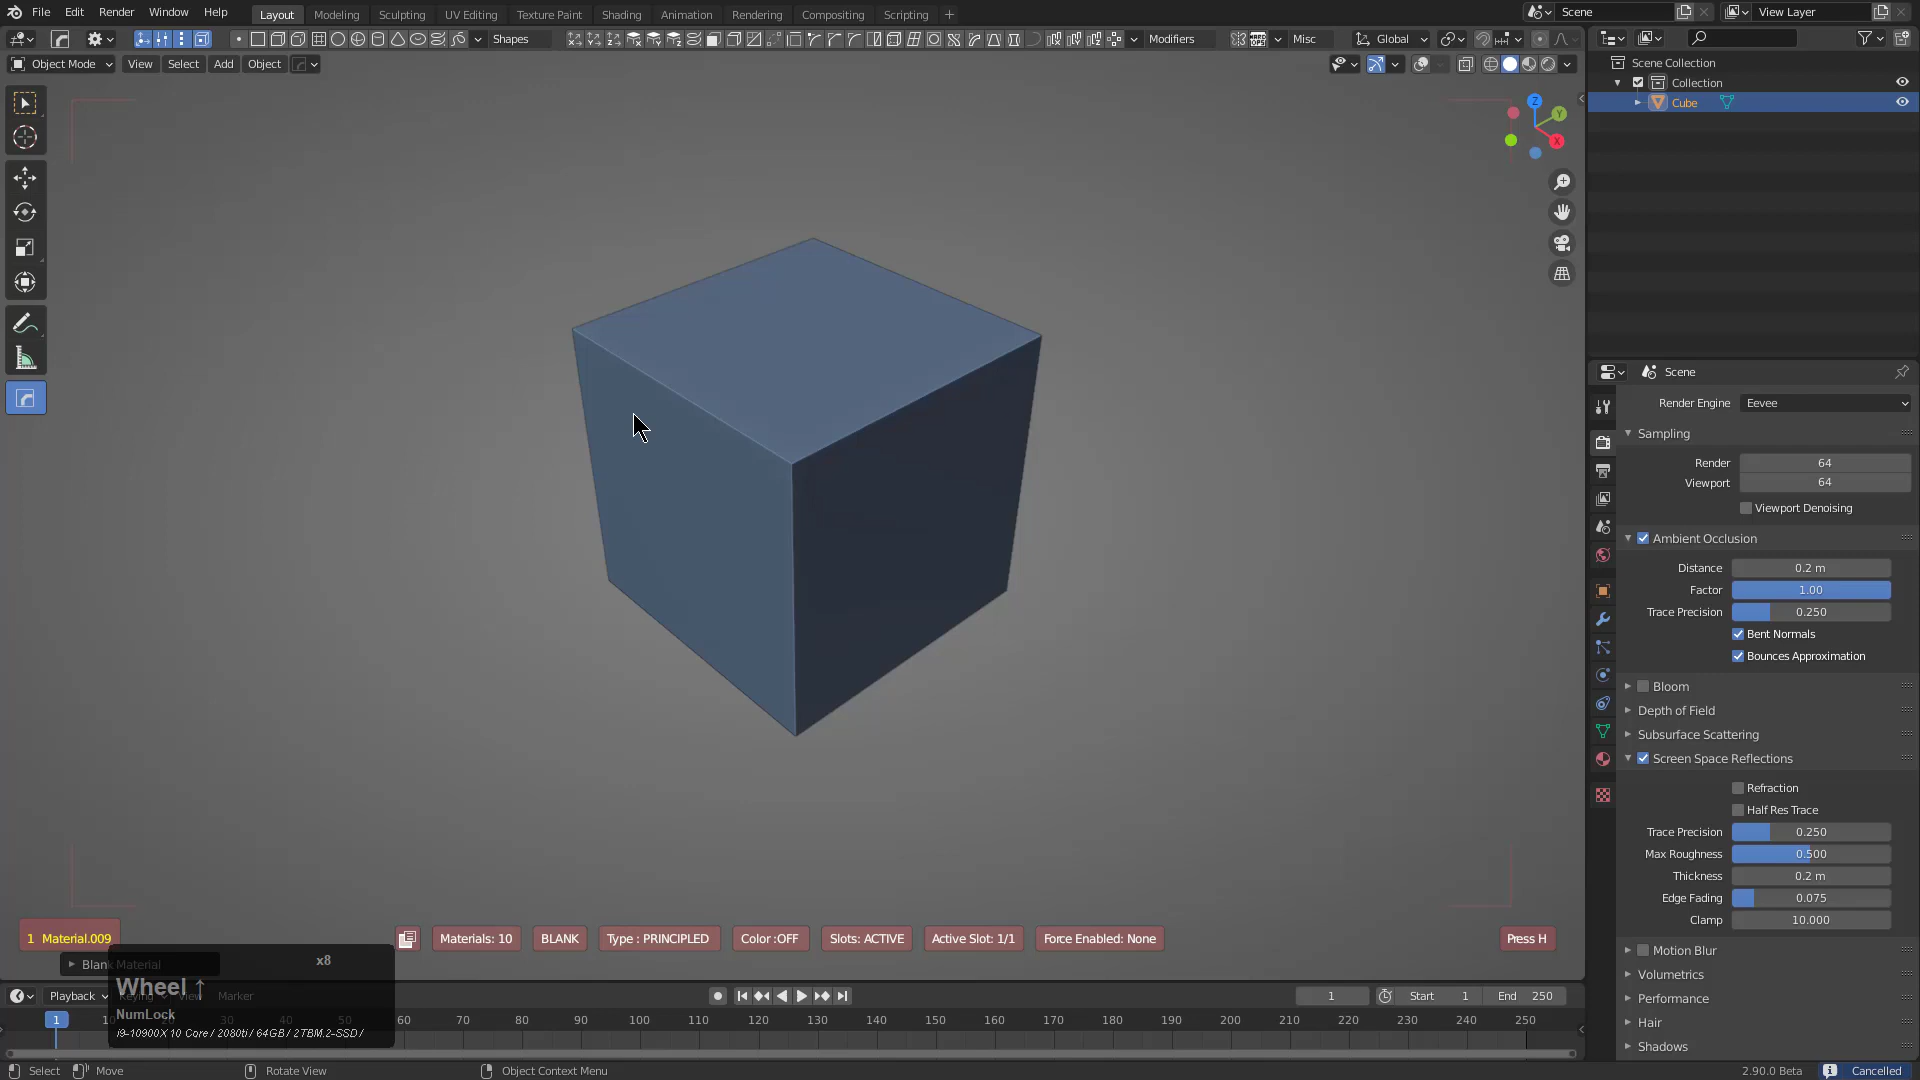 File Edit Render Window Help Layout Modeling Sculpting UV Editing Texture Paint Shading Animation Rendering Compositing Scripting + Scene View Layer
Shapes Modifiers Misc Global
Object Mode View Select Add Object
Z
Y
X
Scene Collection
Collection
Cube
Scene
Render Engine Eevee
Sampling
Render 64
Viewport 64
Viewport Denoising
Ambient Occlusion
Distance 0.2 m
Factor 1.00
Trace Precision 0.250
Bent Normals
Bounces Approximation
Bloom
Depth of Field
Subsurface Scattering
Screen Space Reflections
Refraction
Half Res Trace
Trace Precision 0.250
Max Roughness 0.500
Thickness 0.2 m
Edge Fading 0.075
Clamp 10.000
Motion Blur
Volumetrics
Performance
Hair
Shadows
1 Material.009 Materials: 10 BLANK Type : PRINCIPLED Color :OFF Slots: ACTIVE Active Slot: 1/1 Force Enabled: None Press H
Blank Material x8
Wheel ↑
NumLock
i9-10900X 10 Core / 2080ti / 64GB / 2TBM.2-SSD /
Playback Keying View Marker 1 Start 1 End 250
1 10 20 30 40 50 60 70 80 90 100 110 120 130 140 150 160 170 180 190 200 210 220 230 240 250
Select Move Rotate View Object Context Menu 2.90.0 Beta Cancelled